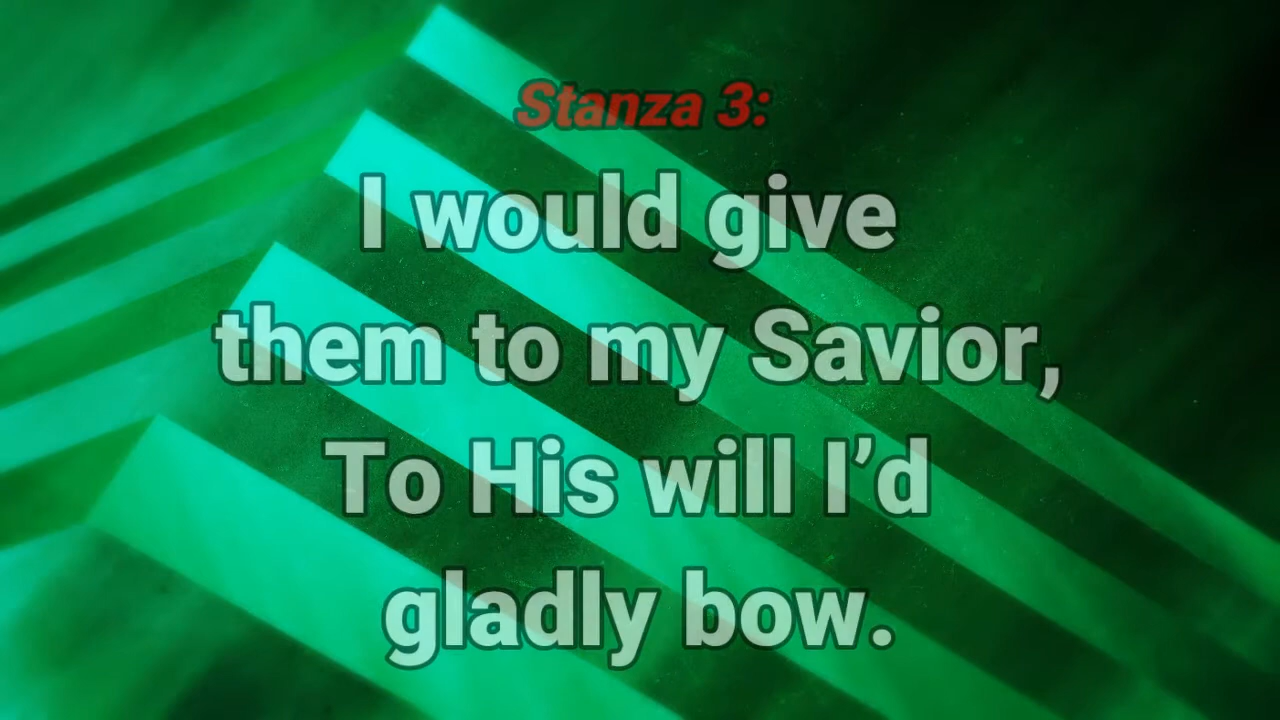 Stanza 3:
I would give
them to my Savior,
To His will I’d
gladly bow.